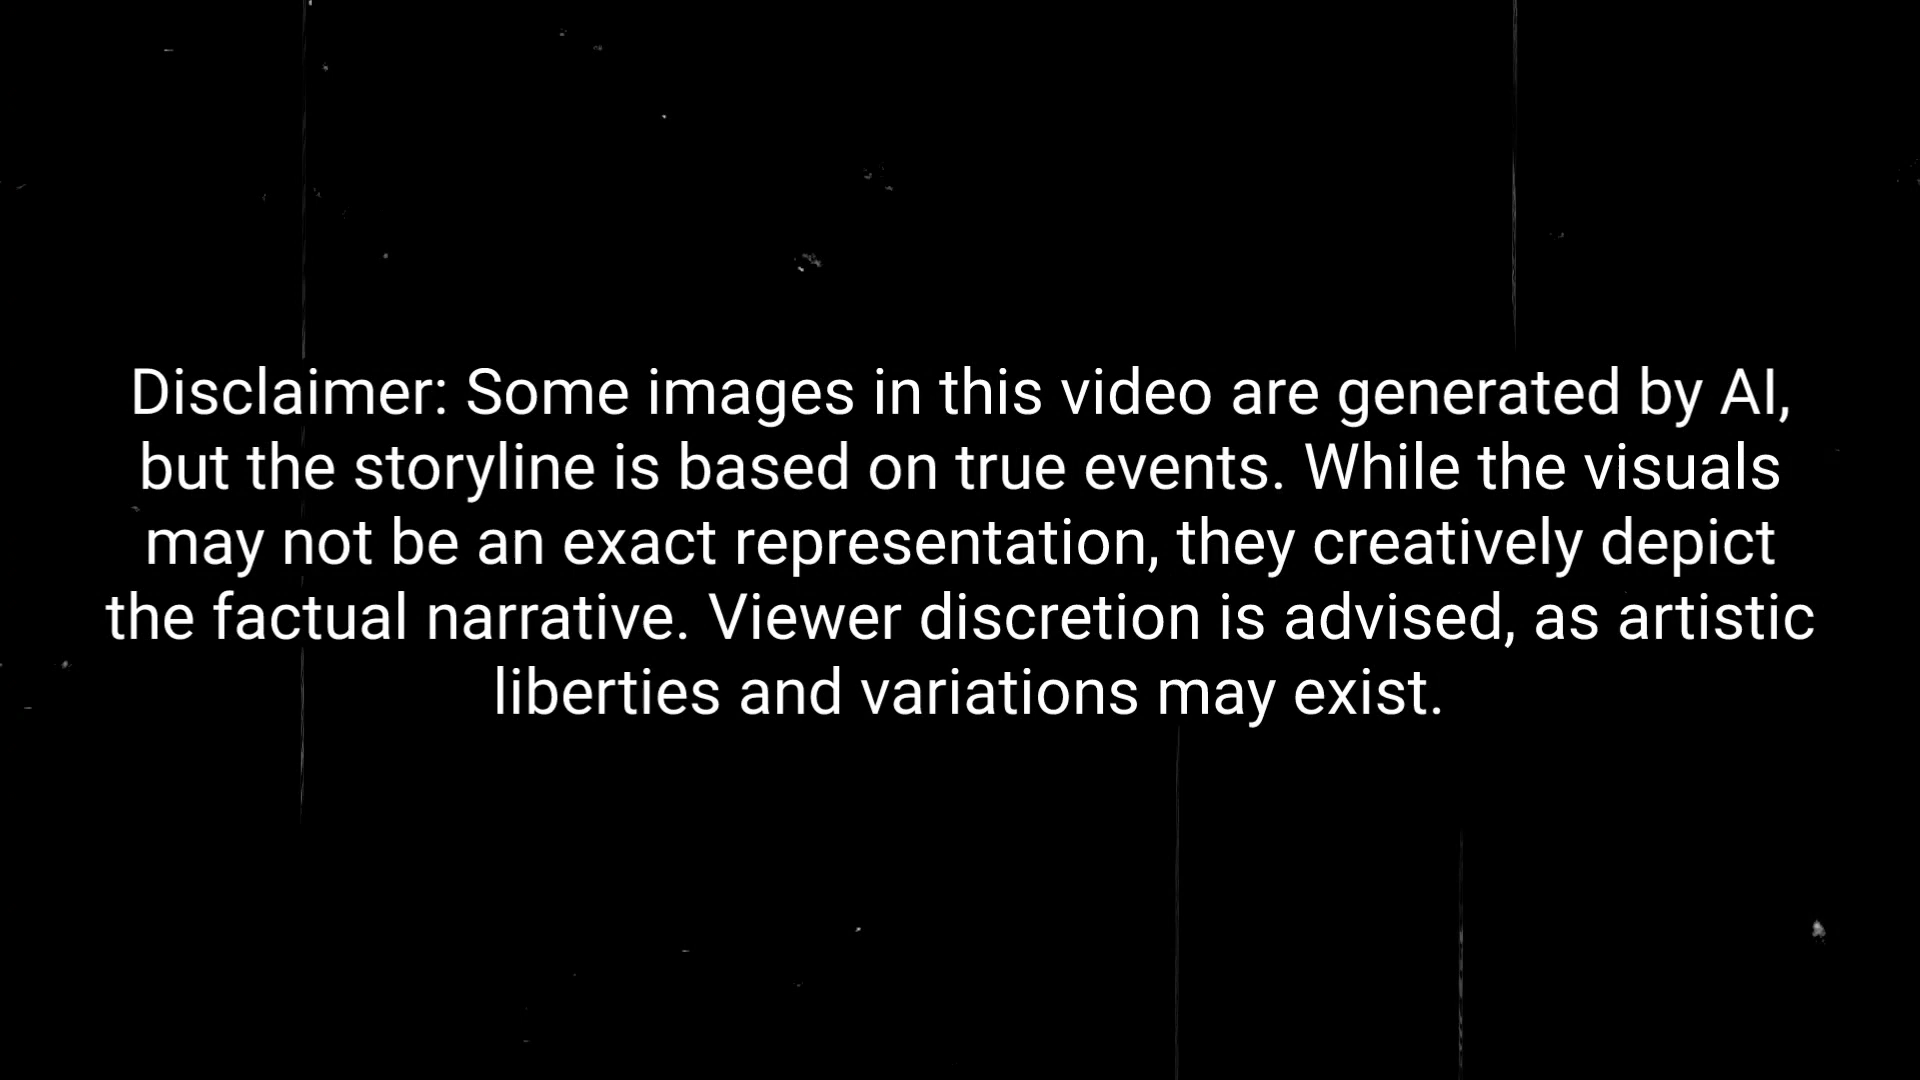 Disclaimer: Some images in this video are generated by AI,
but the storyline is based on true events. While the visuals
may not be an exact representation, they creatively depict
the factual narrative. Viewer discretion is advised, as artistic
liberties and variations may exist.